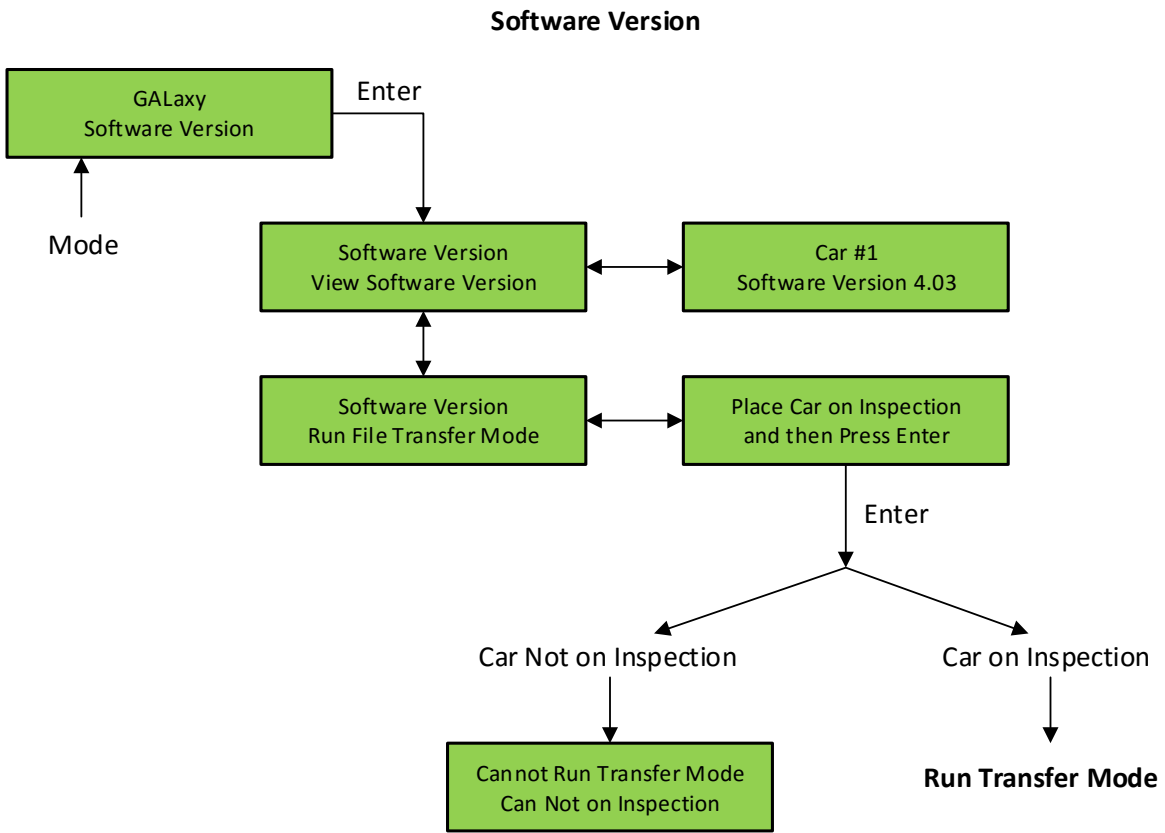 Software Version
GALaxy
Software Version
Enter
Mode
Software Version
View Software Version
Car #1
Software Version 4.03
Software Version
Run File Transfer Mode
Place Car on Inspection
and then Press Enter
Enter
Car Not on Inspection
Car on Inspection
Cannot Run Transfer Mode
Can Not on Inspection
Run Transfer Mode